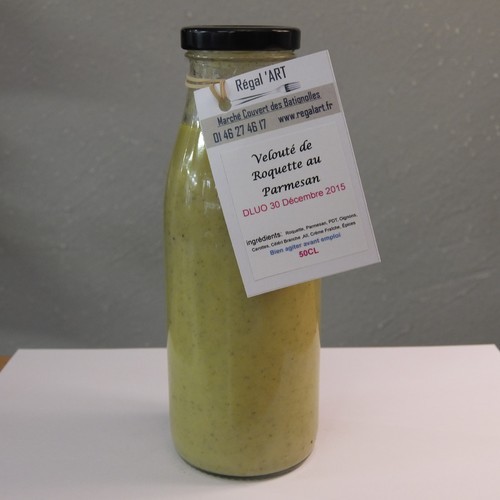 Régal'ART
Marché Couvert des Batignolles
01 46 27 46 17 www.regalart.fr
Velouté de
Roquette au
Parmesan
DLUO 30 Décembre 2015
Ingrédients: Roquette, Parmesan, PDT, Oignons,
Carottes, Céleri Branche, Ail, Crème Fraîche, Épices
Bien agiter avant emploi
50CL